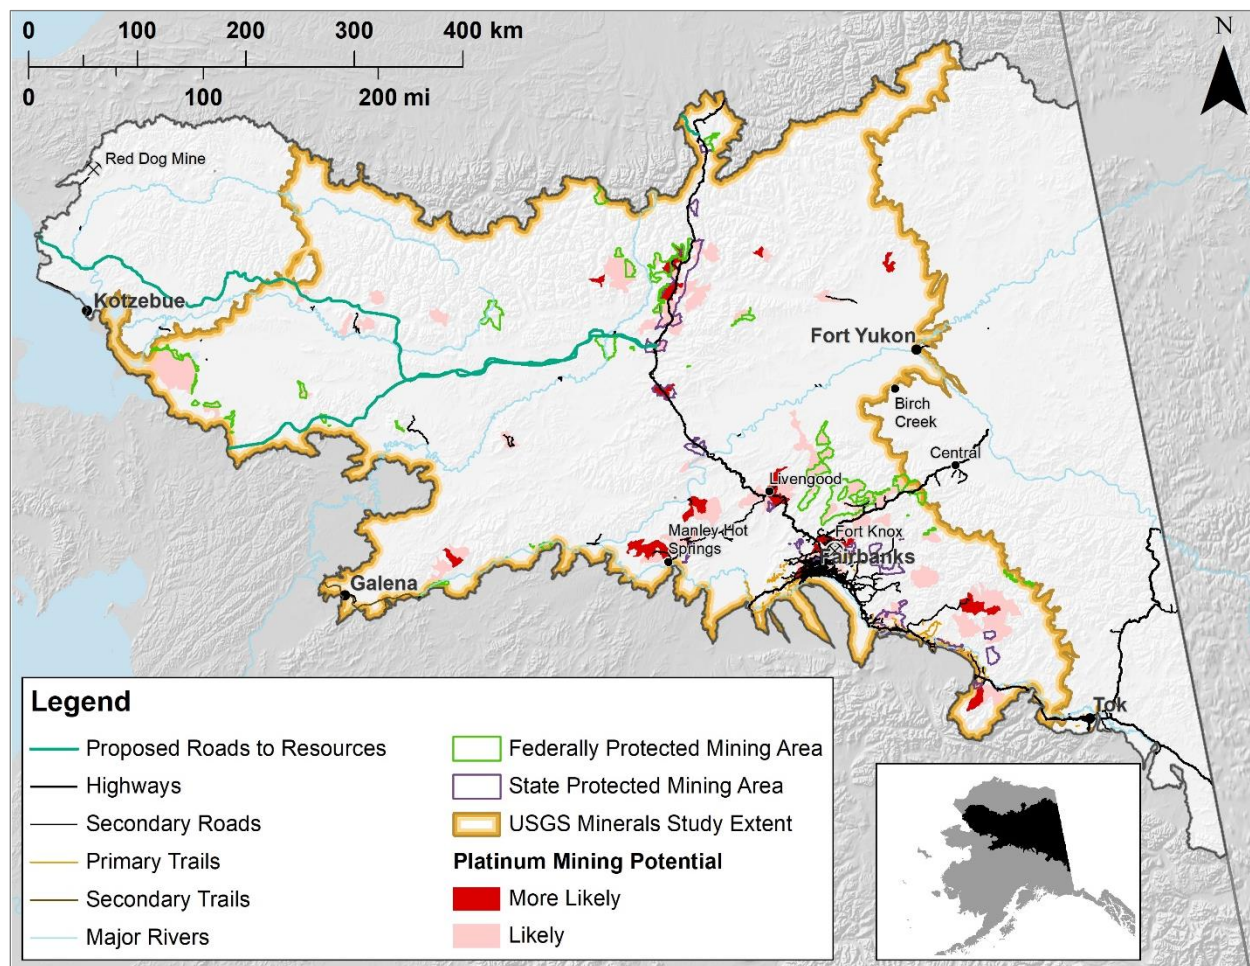 0 100 200 300 400 km
0 100 200 mi
N
Red Dog Mine
Kotzebue
Fort Yukon
Birch
Creek
Central
Livengood
Manley Hot
Springs
Fort Knox
Fairbanks
Galena
Tok
Legend
Proposed Roads to Resources
Highways
Secondary Roads
Primary Trails
Secondary Trails
Major Rivers
Federally Protected Mining Area
State Protected Mining Area
USGS Minerals Study Extent
Platinum Mining Potential
More Likely
Likely